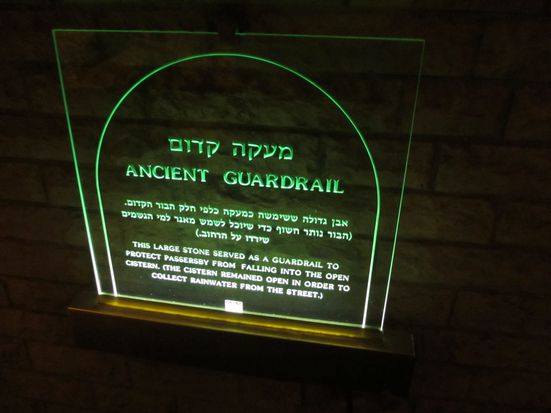 מעקה קדום
ANCIENT GUARDRAIL
אבן גדולה ששימשה כמעקה כלפי חלק הבור הקדום.
(הבור נותר חשוף כדי שיוכל לשמש מאגר למי הגשמים
שירדו על הרחוב.)
THIS LARGE STONE SERVED AS A GUARDRAIL TO
PROTECT PASSERSBY FROM FALLING INTO THE OPEN
CISTERN. (THE CISTERN REMAINED OPEN IN ORDER TO
COLLECT RAINWATER FROM THE STREET.)